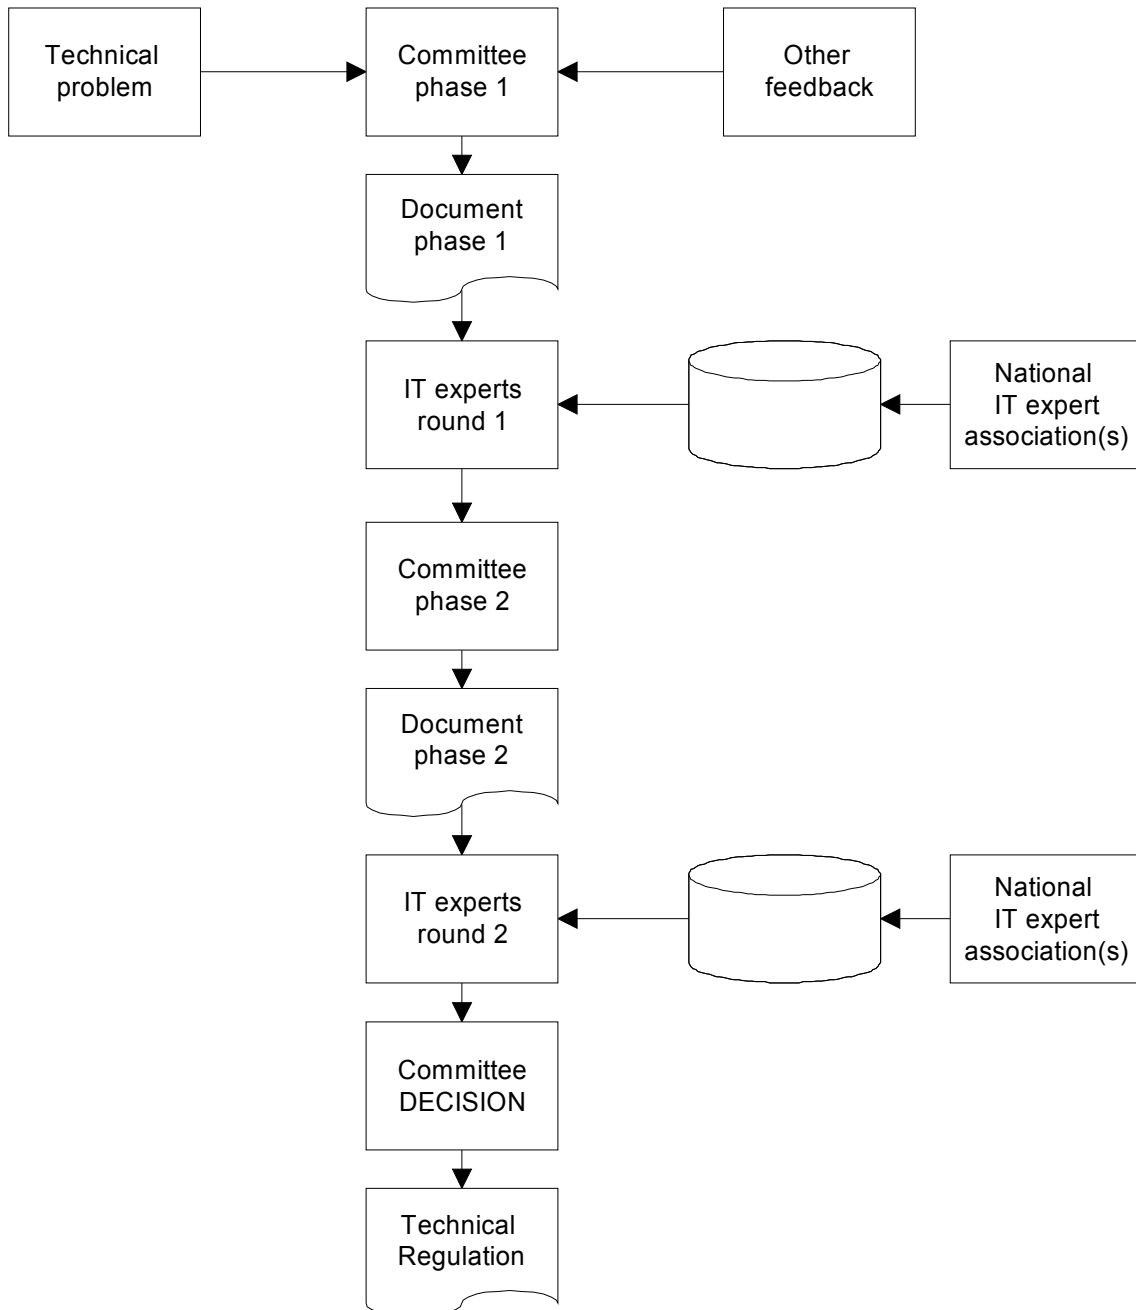 Technical
problem
Committee
phase 1
Other
feedback
Document
phase 1
IT experts
round 1
National
IT expert
association(s)
Committee
phase 2
Document
phase 2
IT experts
round 2
National
IT expert
association(s)
Committee
DECISION
Technical
Regulation